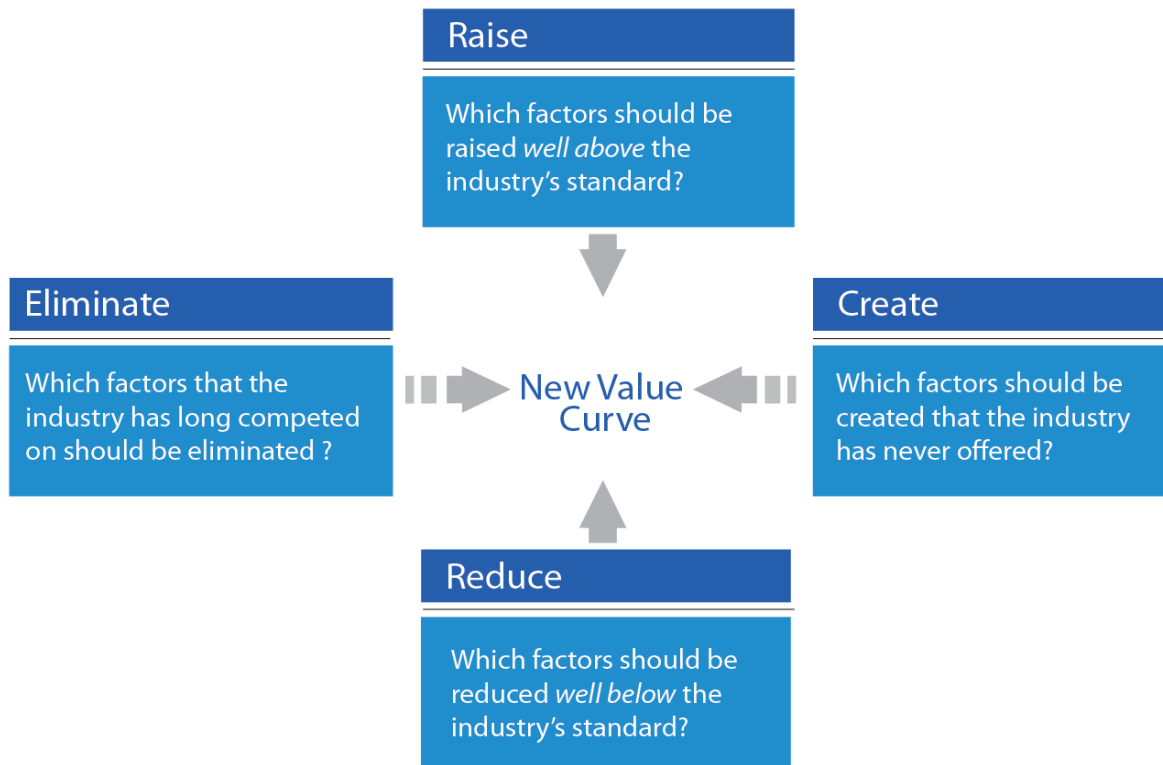 Raise
Which factors should be
raised well above the
industry’s standard?
Eliminate
Which factors that the
industry has long competed
on should be eliminated ?
New Value
Curve
Create
Which factors should be
created that the industry
has never offered?
Reduce
Which factors should be
reduced well below the
industry’s standard?